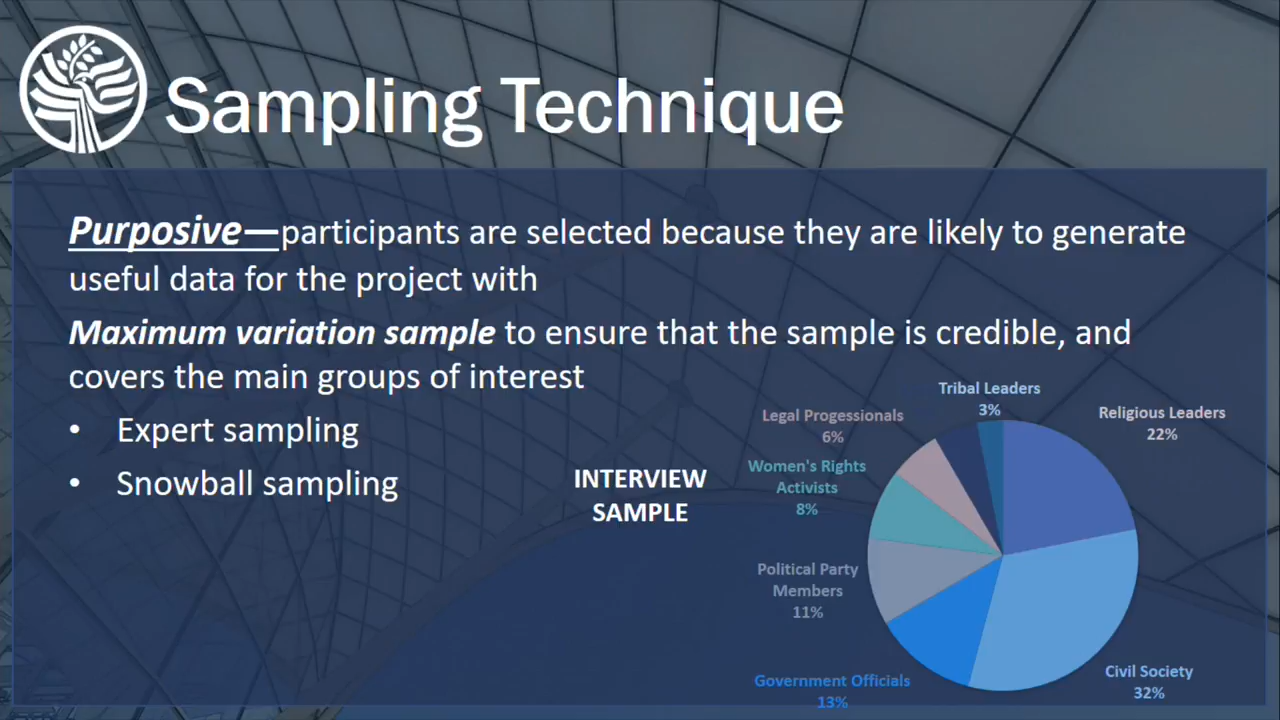 Sampling Technique
Purposive—participants are selected because they are likely to generate
useful data for the project with
Maximum variation sample to ensure that the sample is credible, and
covers the main groups of interest
• Expert sampling
• Snowball sampling
INTERVIEW
SAMPLE
Tribal Leaders
3%
Religious Leaders
22%
Legal Progessionals
6%
Women's Rights
Activists
8%
Political Party
Members
11%
Government Officials
13%
Civil Society
32%